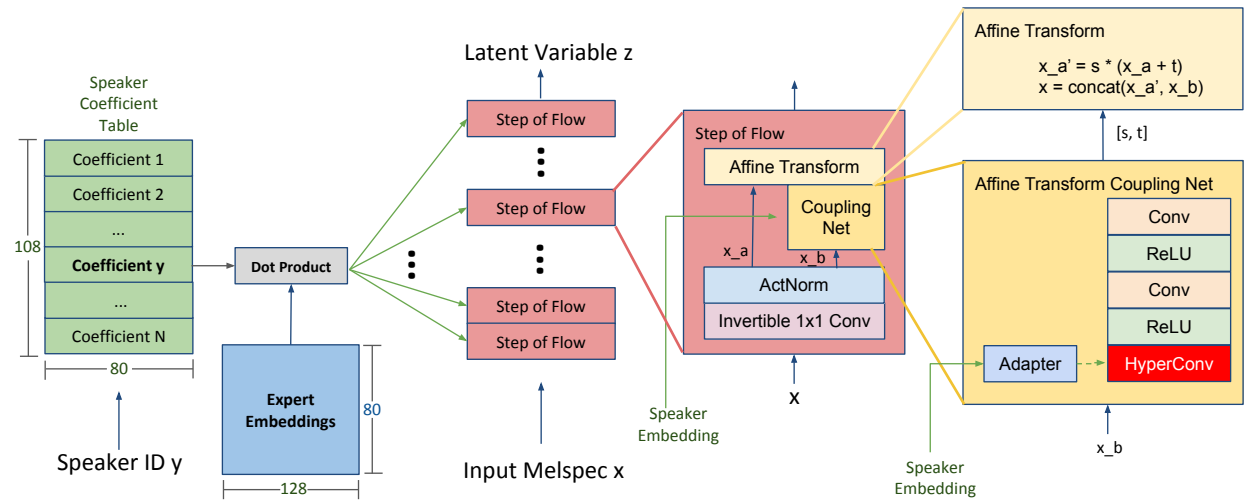 Speaker
Coefficient
Table
Coefficient 1
Coefficient 2
...
Coefficient y
...
Coefficient N
108
80
Speaker ID y
Dot Product
Expert
Embeddings
80
128
Latent Variable z
Step of Flow
Step of Flow
Step of Flow
Step of Flow
Input Melspec x
Step of Flow
Affine Transform
Coupling
Net
x_a
x_b
ActNorm
Invertible 1x1 Conv
x
Speaker
Embedding
Affine Transform
x_a' = s * (x_a + t)
x = concat(x_a', x_b)
[s, t]
Affine Transform Coupling Net
Conv
ReLU
Conv
ReLU
Adapter
HyperConv
x_b
Speaker
Embedding